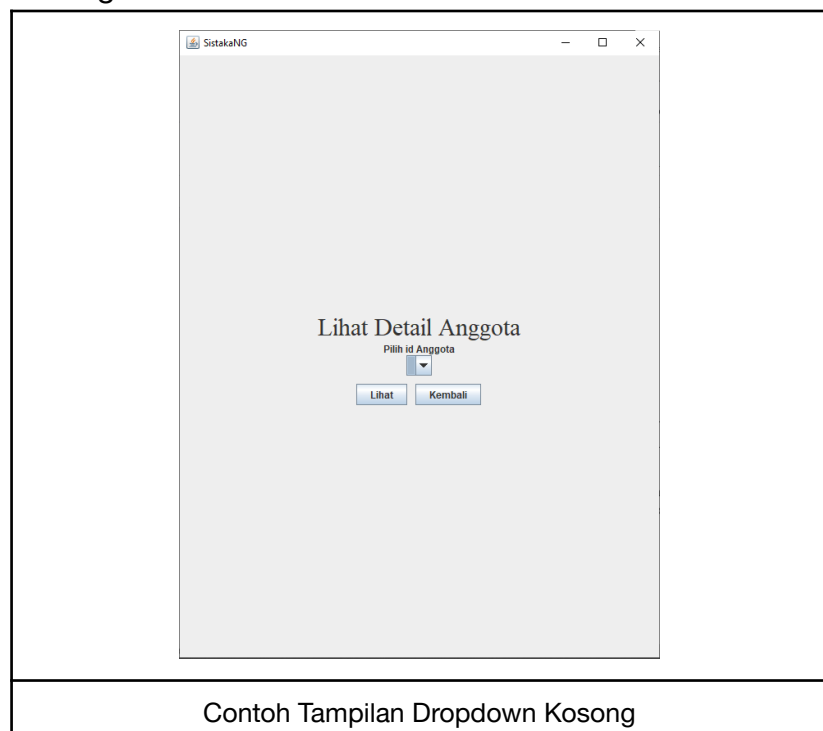 SistakaNG
Lihat Detail Anggota
Pilih id Anggota
Lihat Kembali
Contoh Tampilan Dropdown Kosong